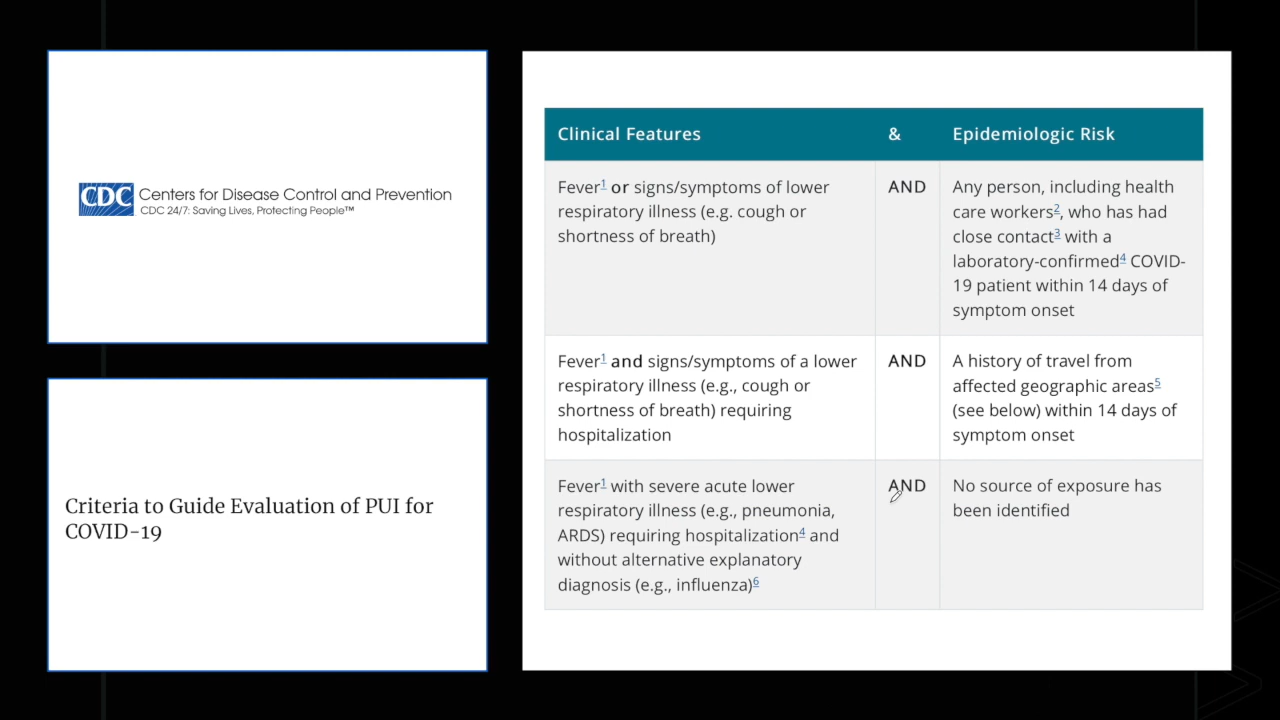 CDC Centers for Disease Control and Prevention
CDC 24/7: Saving Lives, Protecting People™
Criteria to Guide Evaluation of PUI for
COVID-19
Clinical Features & Epidemiologic Risk
Fever1 or signs/symptoms of lower
respiratory illness (e.g. cough or
shortness of breath)
AND
Any person, including health
care workers2, who has had
close contact3 with a
laboratory-confirmed4 COVID-
19 patient within 14 days of
symptom onset
Fever1 and signs/symptoms of a lower
respiratory illness (e.g., cough or
shortness of breath) requiring
hospitalization
AND
A history of travel from
affected geographic areas5
(see below) within 14 days of
symptom onset
Fever1 with severe acute lower
respiratory illness (e.g., pneumonia,
ARDS) requiring hospitalization4 and
without alternative explanatory
diagnosis (e.g., influenza)6
AND
No source of exposure has
been identified